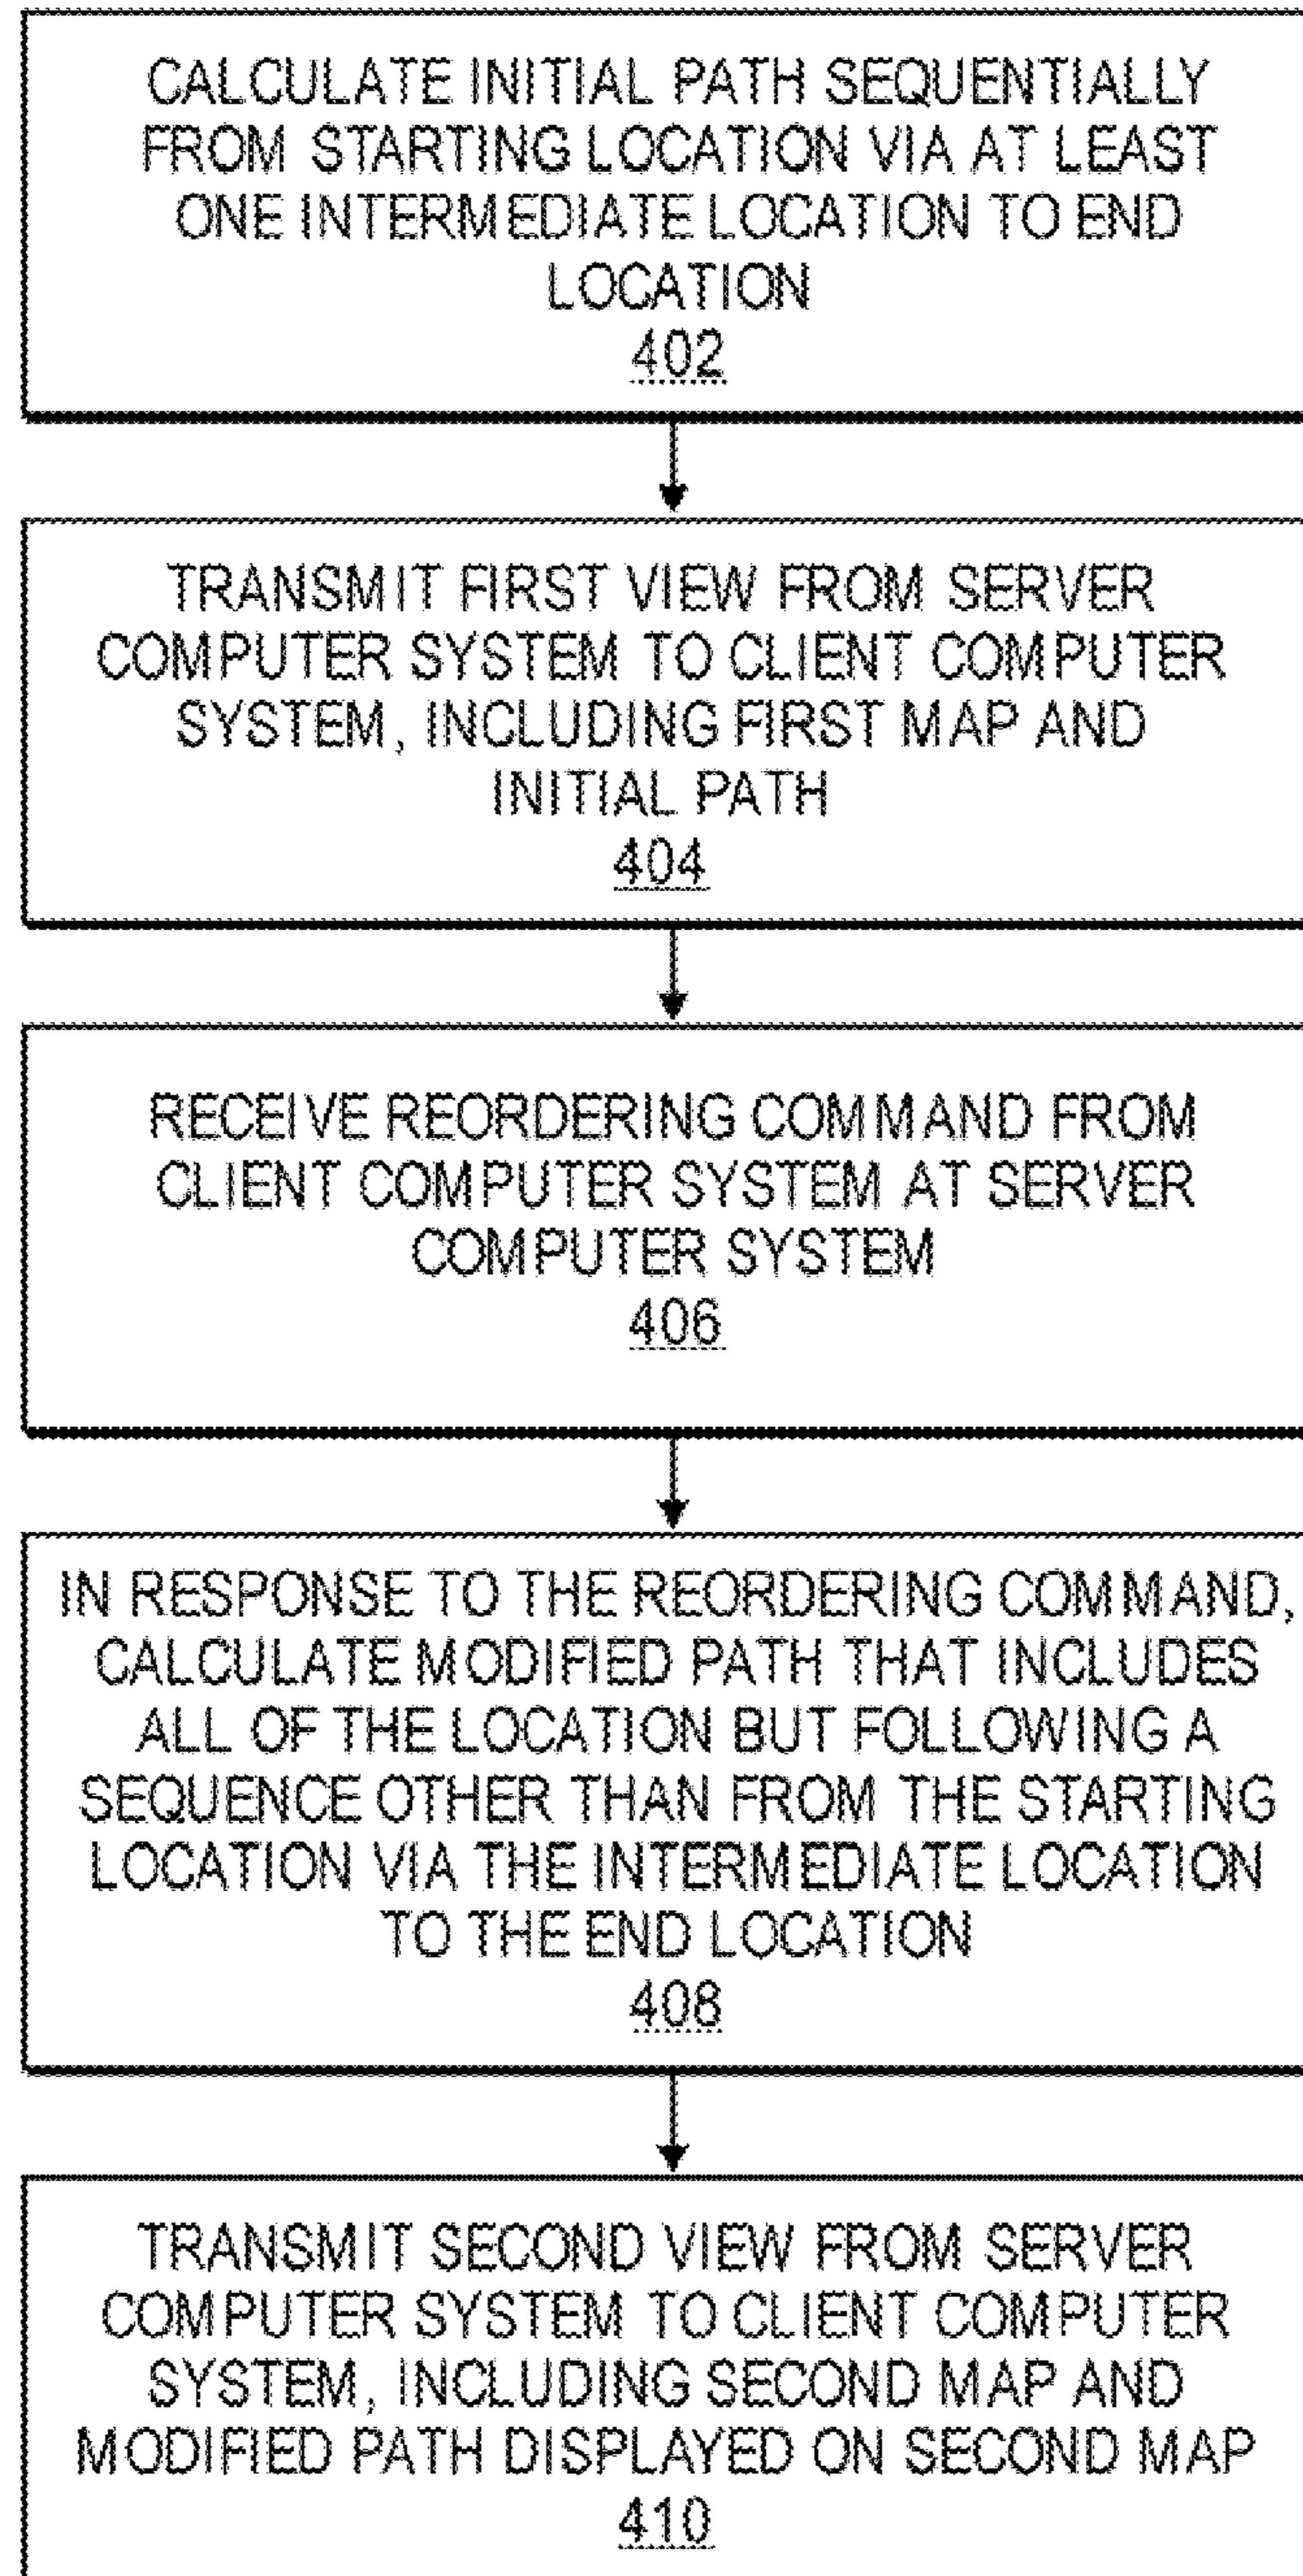 CALCULATE INITIAL PATH SEQUENTIALLY
FROM STARTING LOCATION VIA AT LEAST
ONE INTERMEDIATE LOCATION TO END
LOCATION
402
TRANSMIT FIRST VIEW FROM SERVER
COMPUTER SYSTEM TO CLIENT COMPUTER
SYSTEM, INCLUDING FIRST MAP AND
INITIAL PATH
404
RECEIVE REORDERING COMMAND FROM
CLIENT COMPUTER SYSTEM AT SERVER
COMPUTER SYSTEM
406
IN RESPONSE TO THE REORDERING COMMAND,
CALCULATE MODIFIED PATH THAT INCLUDES
ALL OF THE LOCATION BUT FOLLOWING A
SEQUENCE OTHER THAN FROM THE STARTING
LOCATION VIA THE INTERMEDIATE LOCATION
TO THE END LOCATION
408
TRANSMIT SECOND VIEW FROM SERVER
COMPUTER SYSTEM TO CLIENT COMPUTER
SYSTEM, INCLUDING SECOND MAP AND
MODIFIED PATH DISPLAYED ON SECOND MAP
410